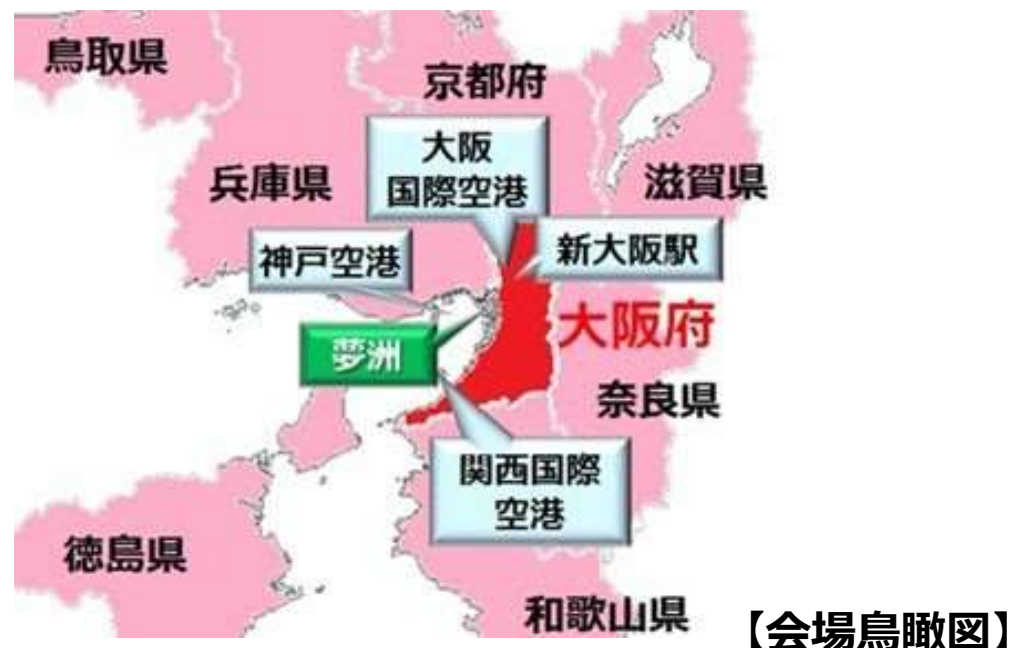 鳥取県
京都府
大阪
国際空港
兵庫県
滋賀県
新大阪駅
神戸空港
大阪府
夢洲
奈良県
関西国際
空港
徳島県
和歌山県
【会場鳥瞰図】